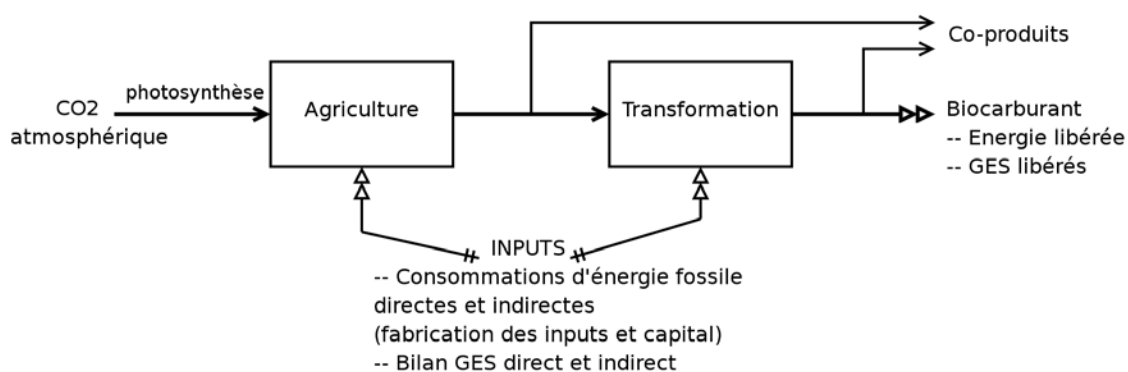 CO2
atmosphérique
photosynthèse
Agriculture
Transformation
Co-produits
Biocarburant
-- Energie libérée
-- GES libérés
INPUTS
-- Consommations d'énergie fossile
directes et indirectes
(fabrication des inputs et capital)
-- Bilan GES direct et indirect